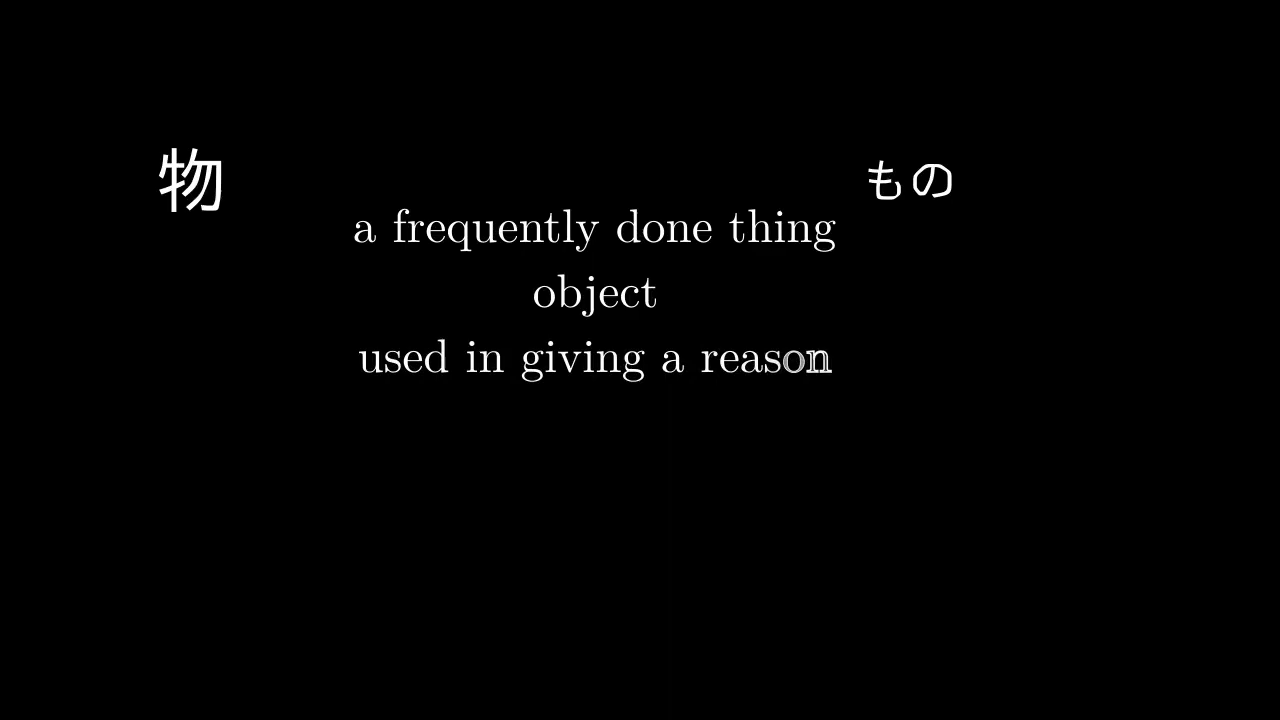 物
もの
a frequently done thing
object
used in giving a reason